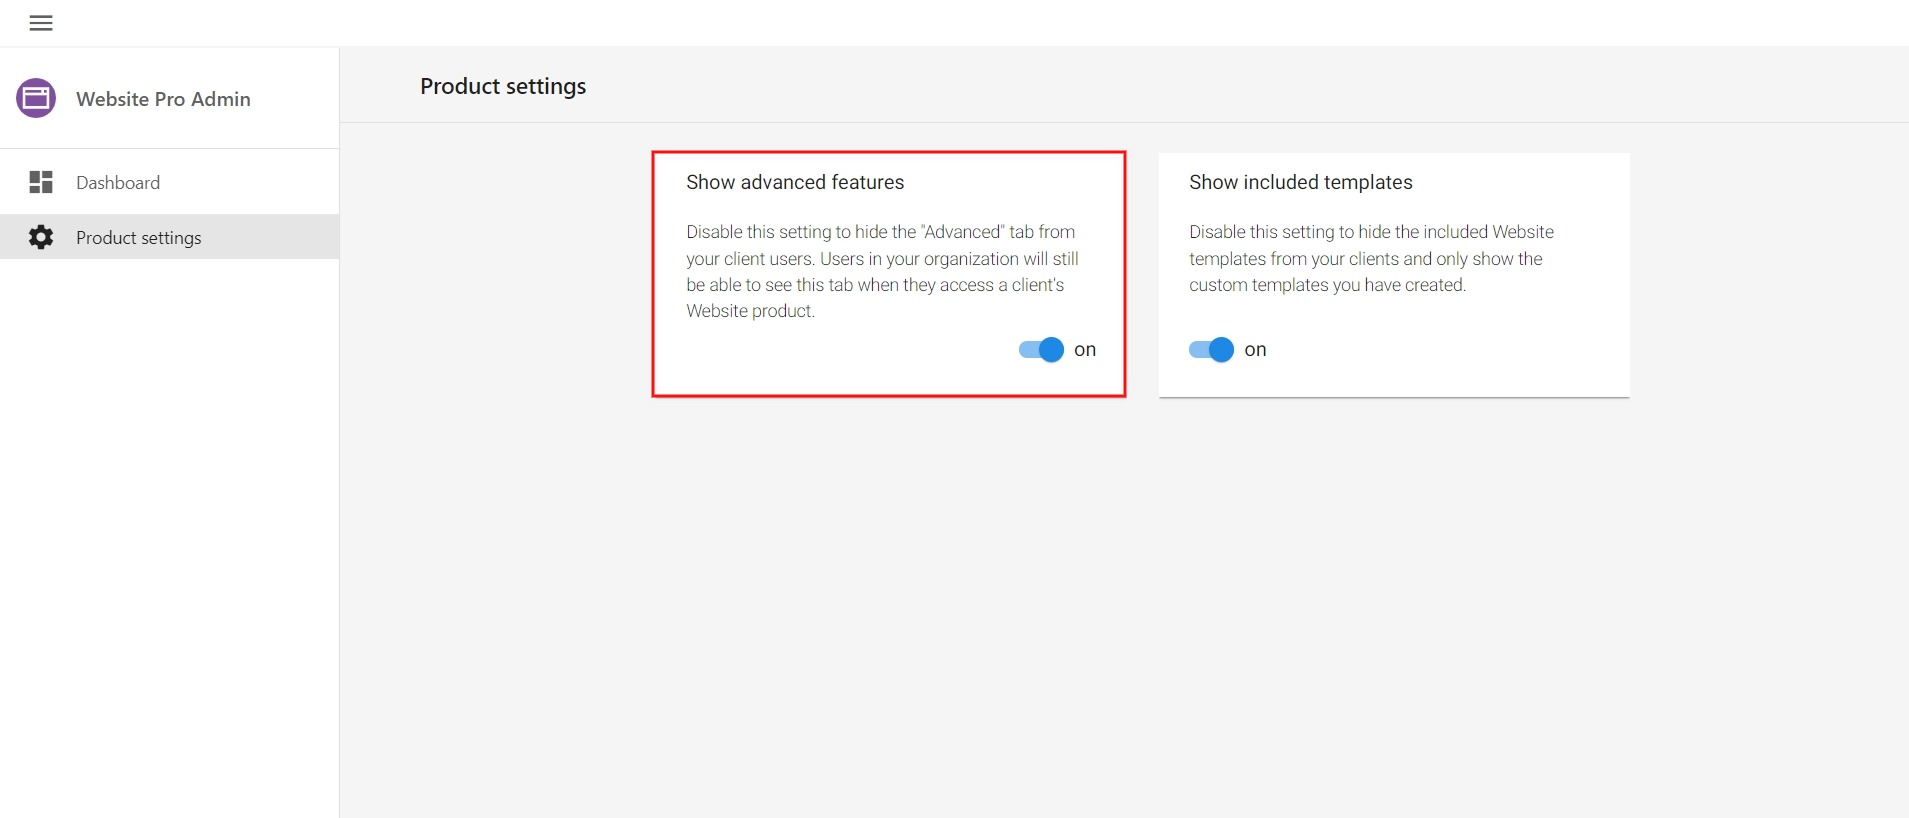 Website Pro Admin
Dashboard
Product settings
Product settings
Show advanced features
Disable this setting to hide the "Advanced" tab from
your client users. Users in your organization will still
be able to see this tab when they access a client's
Website product.
on
Show included templates
Disable this setting to hide the included Website
templates from your clients and only show the
custom templates you have created.
on